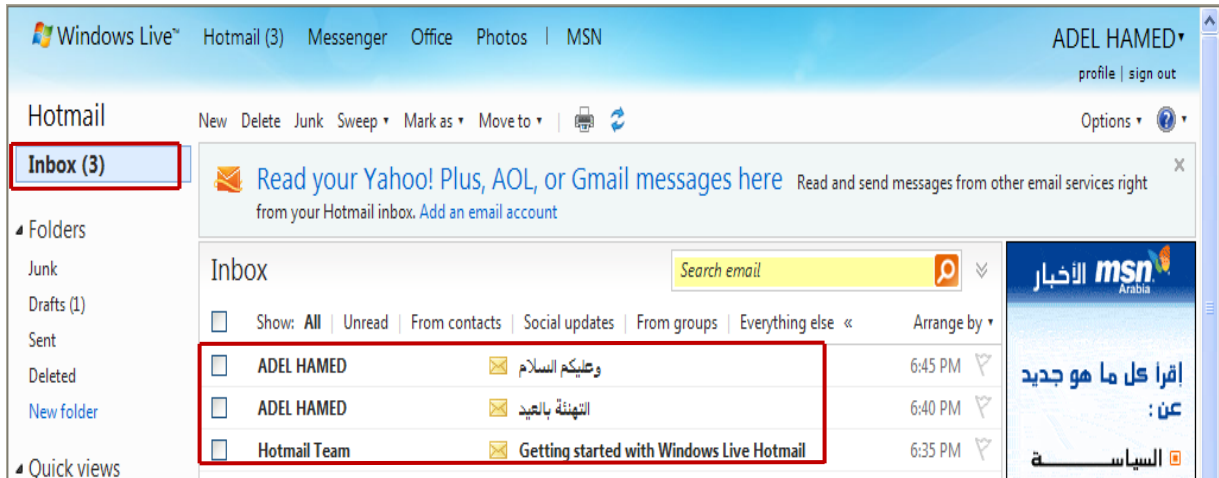 Windows Live™ Hotmail (3) Messenger Office Photos | MSN ADEL HAMED
profile | sign out
Hotmail New Delete Junk Sweep Mark as Move to Options
Inbox (3)
Read your Yahoo! Plus, AOL, or Gmail messages here Read and send messages from other email services right
from your Hotmail inbox. Add an email account
Folders
Junk
Drafts (1)
Sent
Deleted
New folder
Quick views
Inbox Search email
Show: All | Unread | From contacts | Social updates | From groups | Everything else « Arrange by
ADEL HAMED وعليكم السلام 6:45 PM
ADEL HAMED التهنئة بالعيد 6:40 PM
Hotmail Team Getting started with Windows Live Hotmail 6:35 PM
msn الأخبار
Arabia
إقرأ كل ما هو جديد
عن :
السياســــــــة